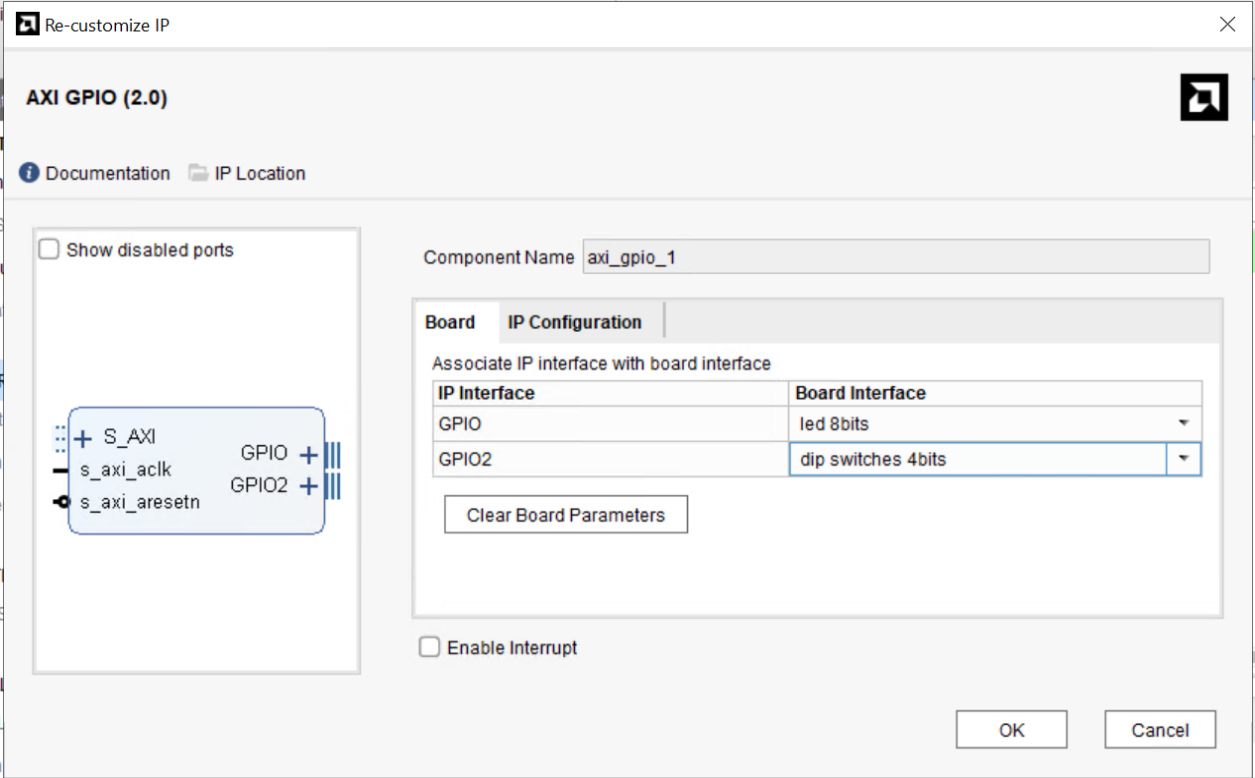 Re-customize IP
AXI GPIO (2.0)
Documentation IP Location
Show disabled ports
S_AXI
s_axi_aclk
s_axi_aresetn
GPIO
GPIO2
Component Name axi_gpio_1
Board IP Configuration
Associate IP interface with board interface
IP Interface Board Interface
GPIO led 8bits
GPIO2 dip switches 4bits
Clear Board Parameters
Enable Interrupt
OK Cancel